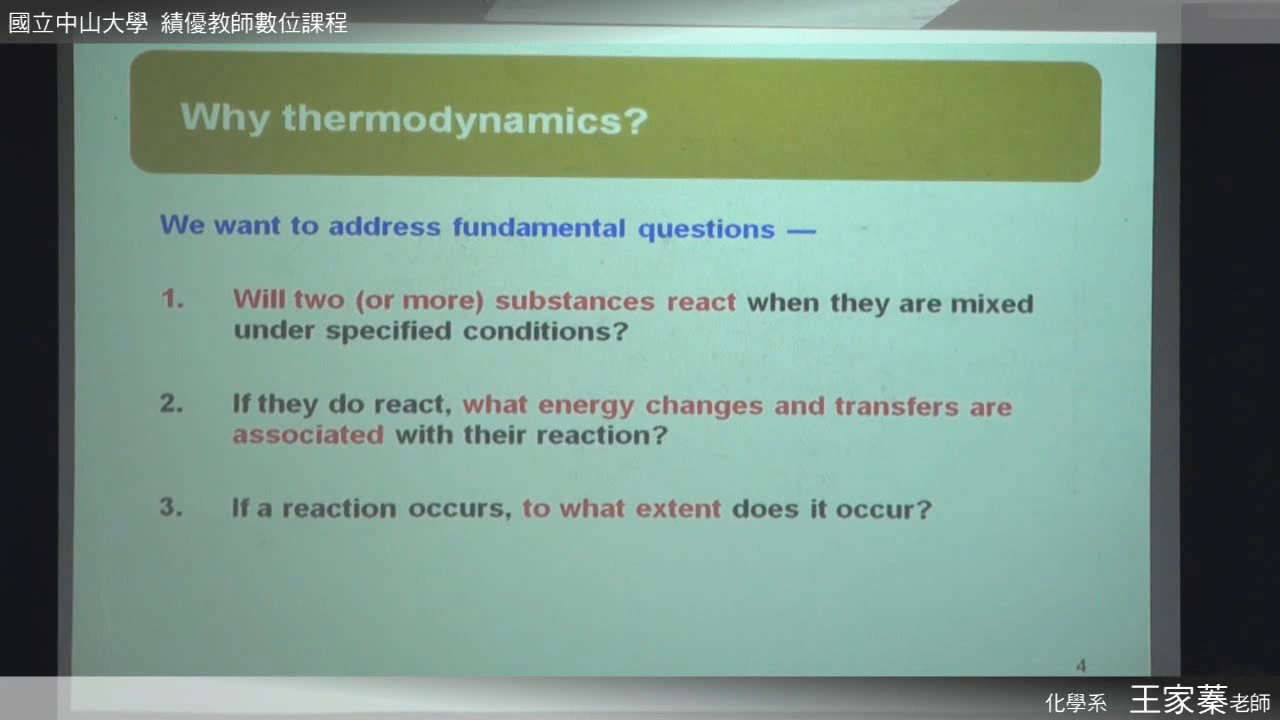 國立中山大學 績優教師數位課程
Why thermodynamics?
We want to address fundamental questions —
1. Will two (or more) substances react when they are mixed
under specified conditions?
2. If they do react, what energy changes and transfers are
associated with their reaction?
3. If a reaction occurs, to what extent does it occur?
4
化學系 王家蓁老師